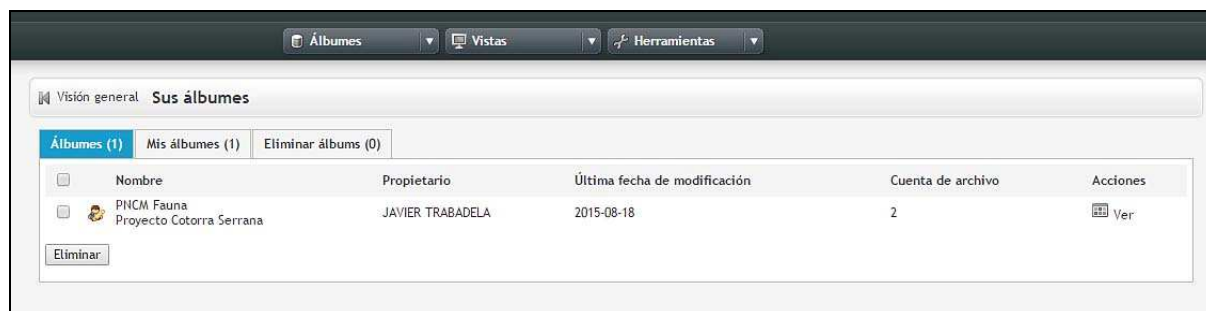 Álbumes Vistas Herramientas
Visión general Sus álbumes
Álbumes (1) Mis álbumes (1) Eliminar álbums (0)
Nombre Propietario Última fecha de modificación Cuenta de archivo Acciones
PNCM Fauna
Proyecto Cotorra Serrana JAVIER TRABADELA 2015-08-18 2 Ver
Eliminar